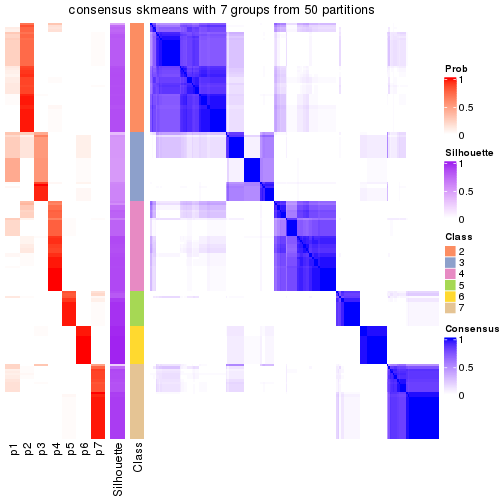 consensus skmeans with 7 groups from 50 partitions
Prob
1
0.5
0
Silhouette
1
0.5
0
Class
2
3
4
5
6
7
Consensus
1
0.5
0
p1
p2
p3
p4
p5
p6
p7
Silhouette
Class